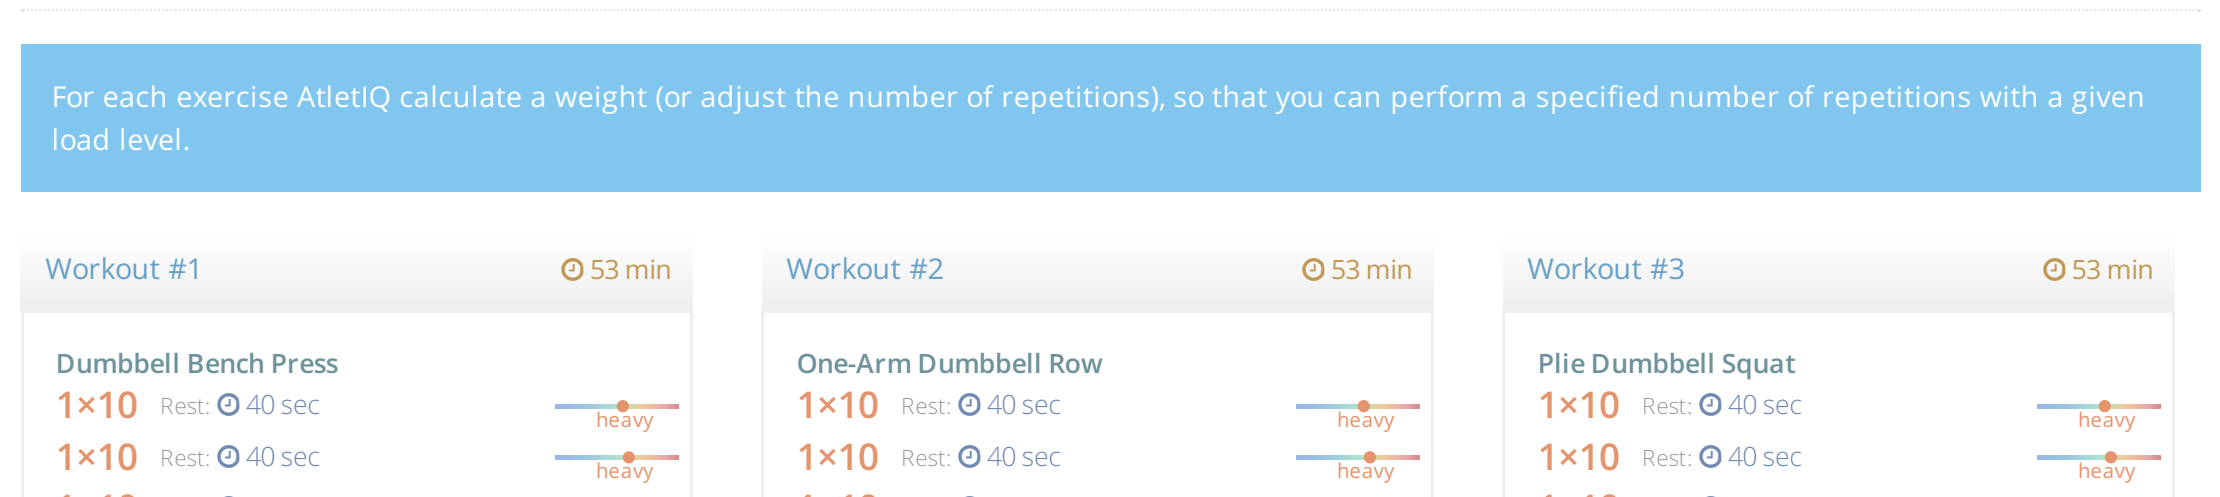 For each exercise AtletIQ calculate a weight (or adjust the number of repetitions), so that you can perform a specified number of repetitions with a given
load level.
Workout #1 53 min
Dumbbell Bench Press
1×10 Rest: 40 sec heavy
1×10 Rest: 40 sec heavy
Workout #2 53 min
One-Arm Dumbbell Row
1×10 Rest: 40 sec heavy
1×10 Rest: 40 sec heavy
Workout #3 53 min
Plie Dumbbell Squat
1×10 Rest: 40 sec heavy
1×10 Rest: 40 sec heavy